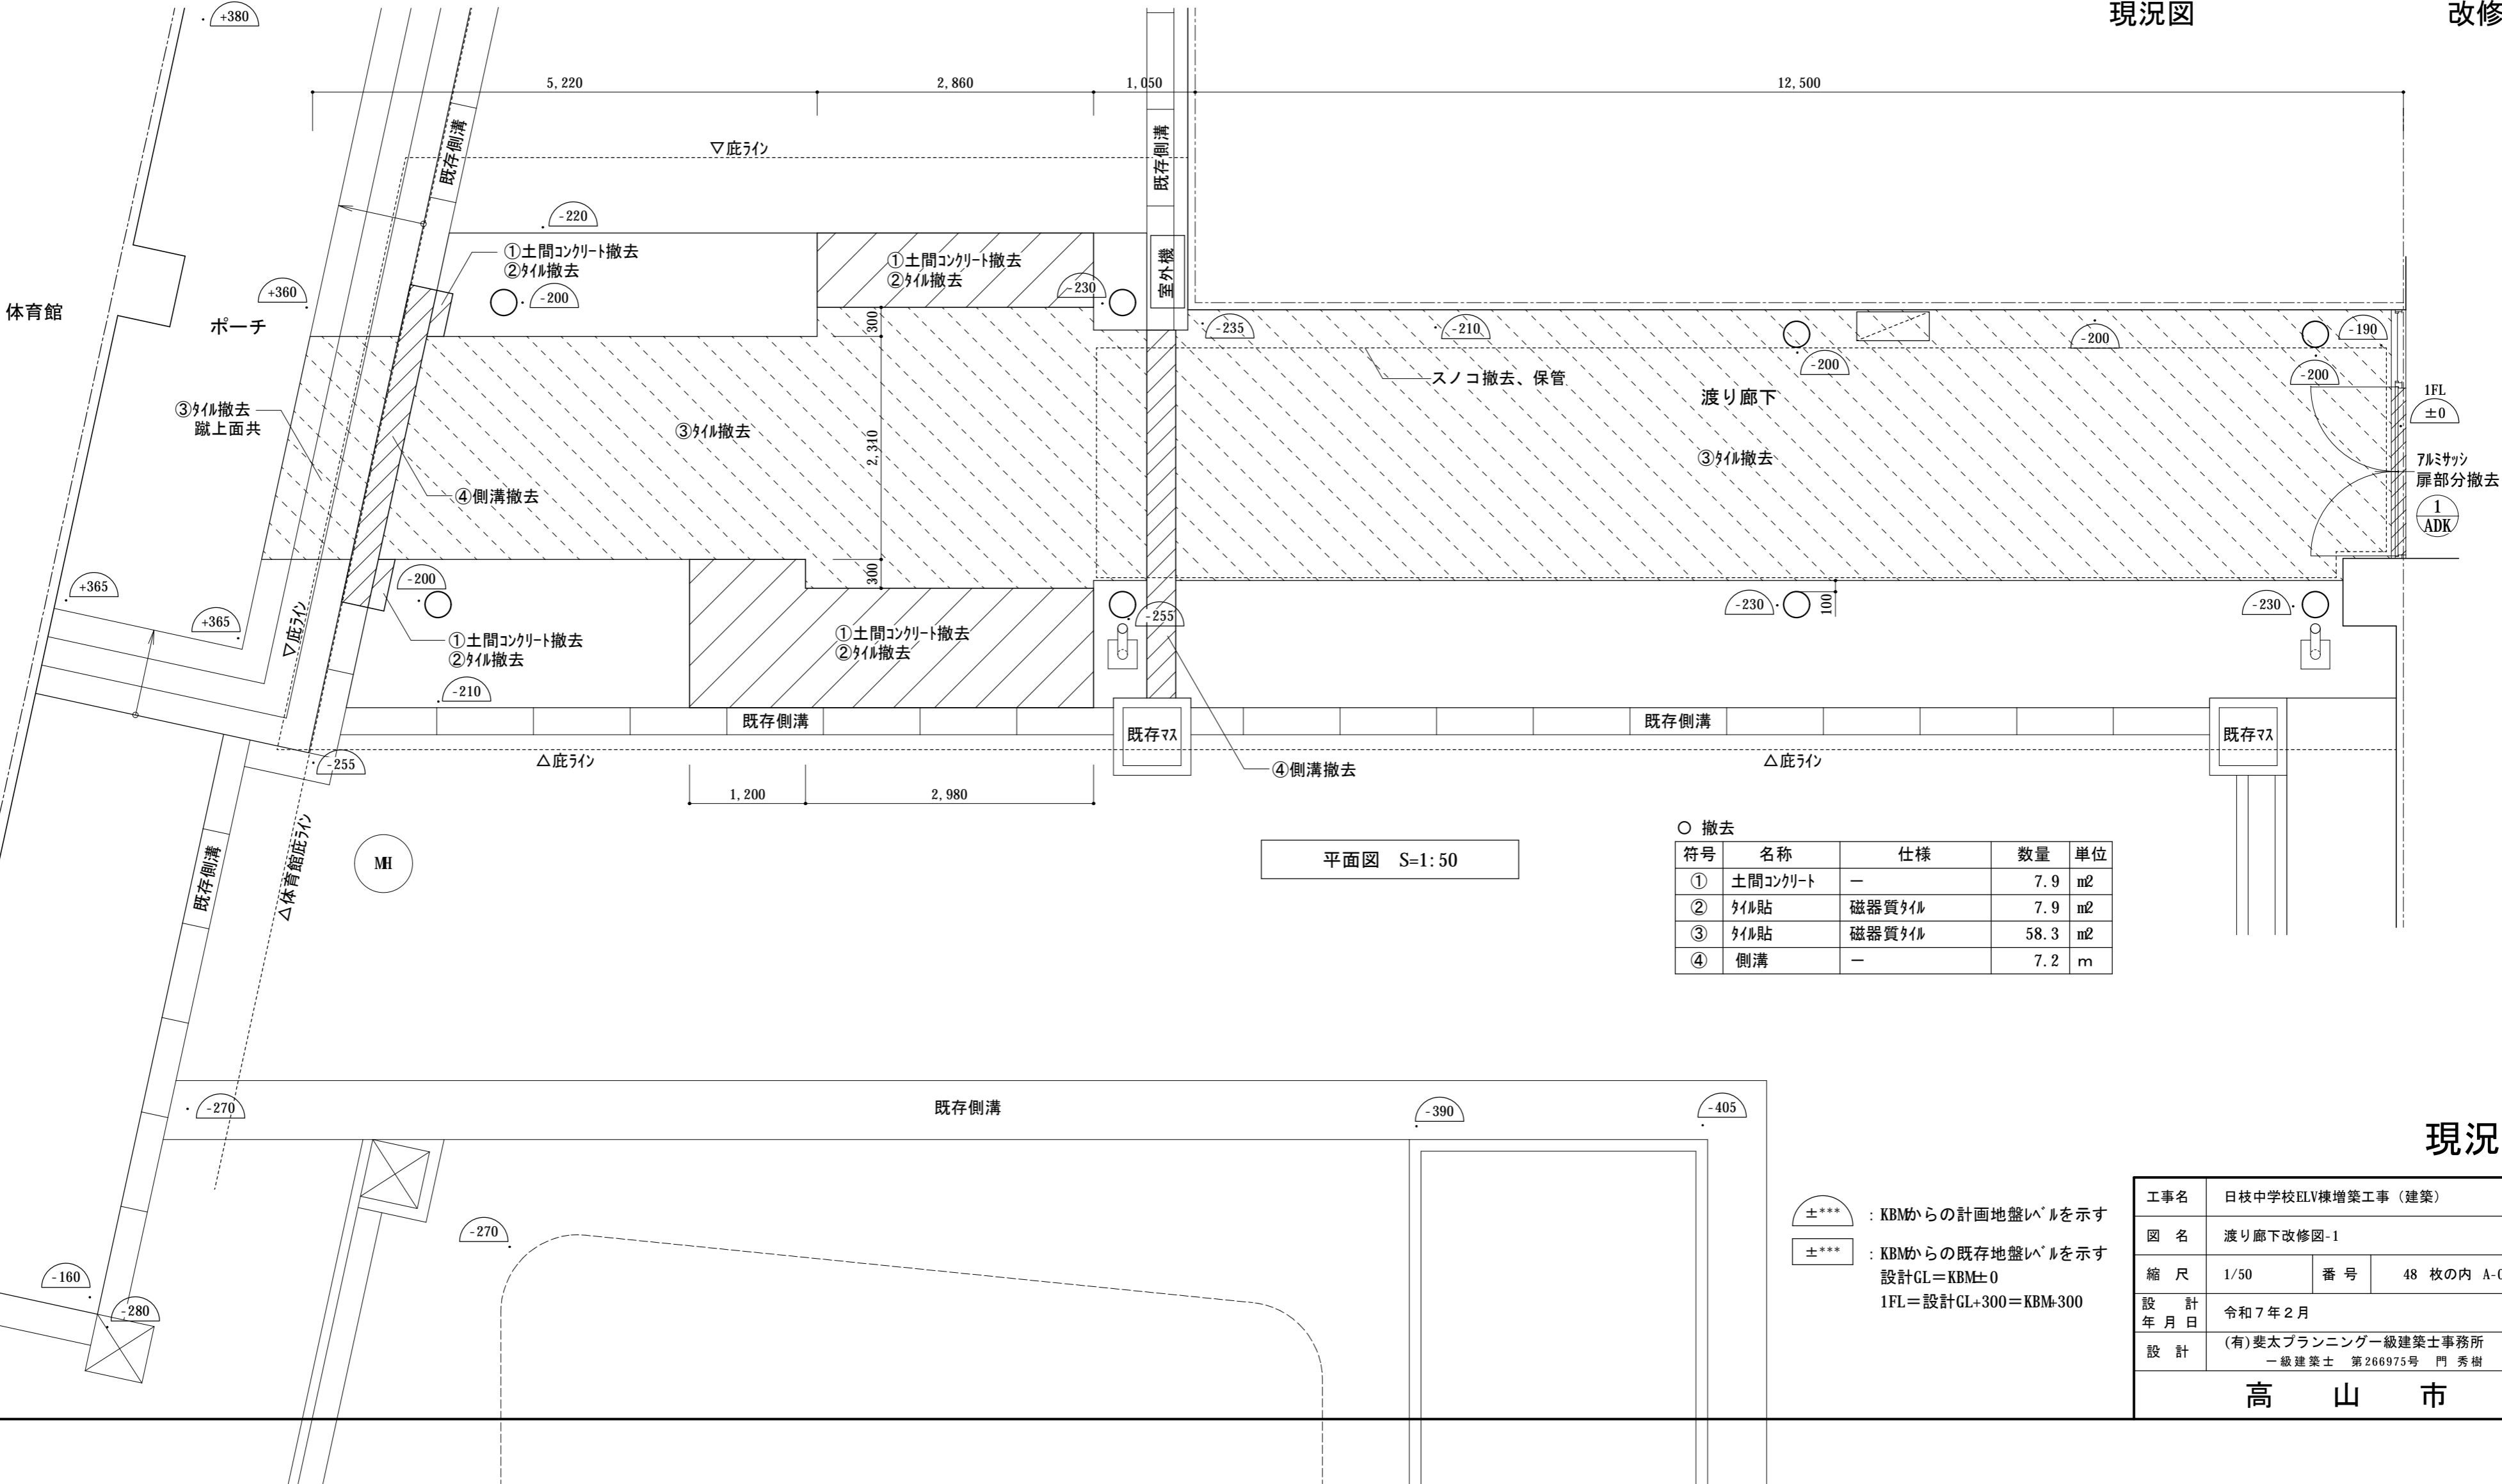 現況図
改修
+380
5,220
2,860
1,050
12,500
▽庇ライン
既存側溝
既存側溝
-220
①土間コンクリート撤去
②タイル撤去
①土間コンクリート撤去
②タイル撤去
室外機
+360
-200
-230
体育館
ポーチ
300
-235
-210
-200
-200
-190
-200
スノコ撤去、保管
渡り廊下
1FL
±0
③タイル撤去
蹴上面共
③タイル撤去
2,310
③タイル撤去
アルミサッシ
扉部分撤去
④側溝撤去
1
ADK
+365
-200
300
+365
-255
-230
100
-230
▽庇ライン
①土間コンクリート撤去
②タイル撤去
①土間コンクリート撤去
②タイル撤去
-210
既存側溝
既存マス
既存側溝
既存マス
-255
△庇ライン
④側溝撤去
△庇ライン
1,200
2,980
△体育館庇ライン
既存側溝
MH
平面図 S=1:50
○ 撤去
符号 名称 仕様 数量 単位
① 土間コンクリート － 7.9 m2
② タイル貼 磁器質タイル 7.9 m2
③ タイル貼 磁器質タイル 58.3 m2
④ 側溝 － 7.2 m
-270
既存側溝
-390
-405
現況
-270
-160
-280
±*** : KBMからの計画地盤レベルを示す
±*** : KBMからの既存地盤レベルを示す
設計GL＝KBM±0
1FL＝設計GL+300＝KBM+300
工事名 日枝中学校ELV棟増築工事（建築）
図 名 渡り廊下改修図-1
縮 尺 1/50 番 号 48 枚の内 A-0
設 計
年 月 日 令和７年２月
設 計 (有)斐太プランニング一級建築士事務所
一級建築士 第266975号 門 秀樹
高 山 市